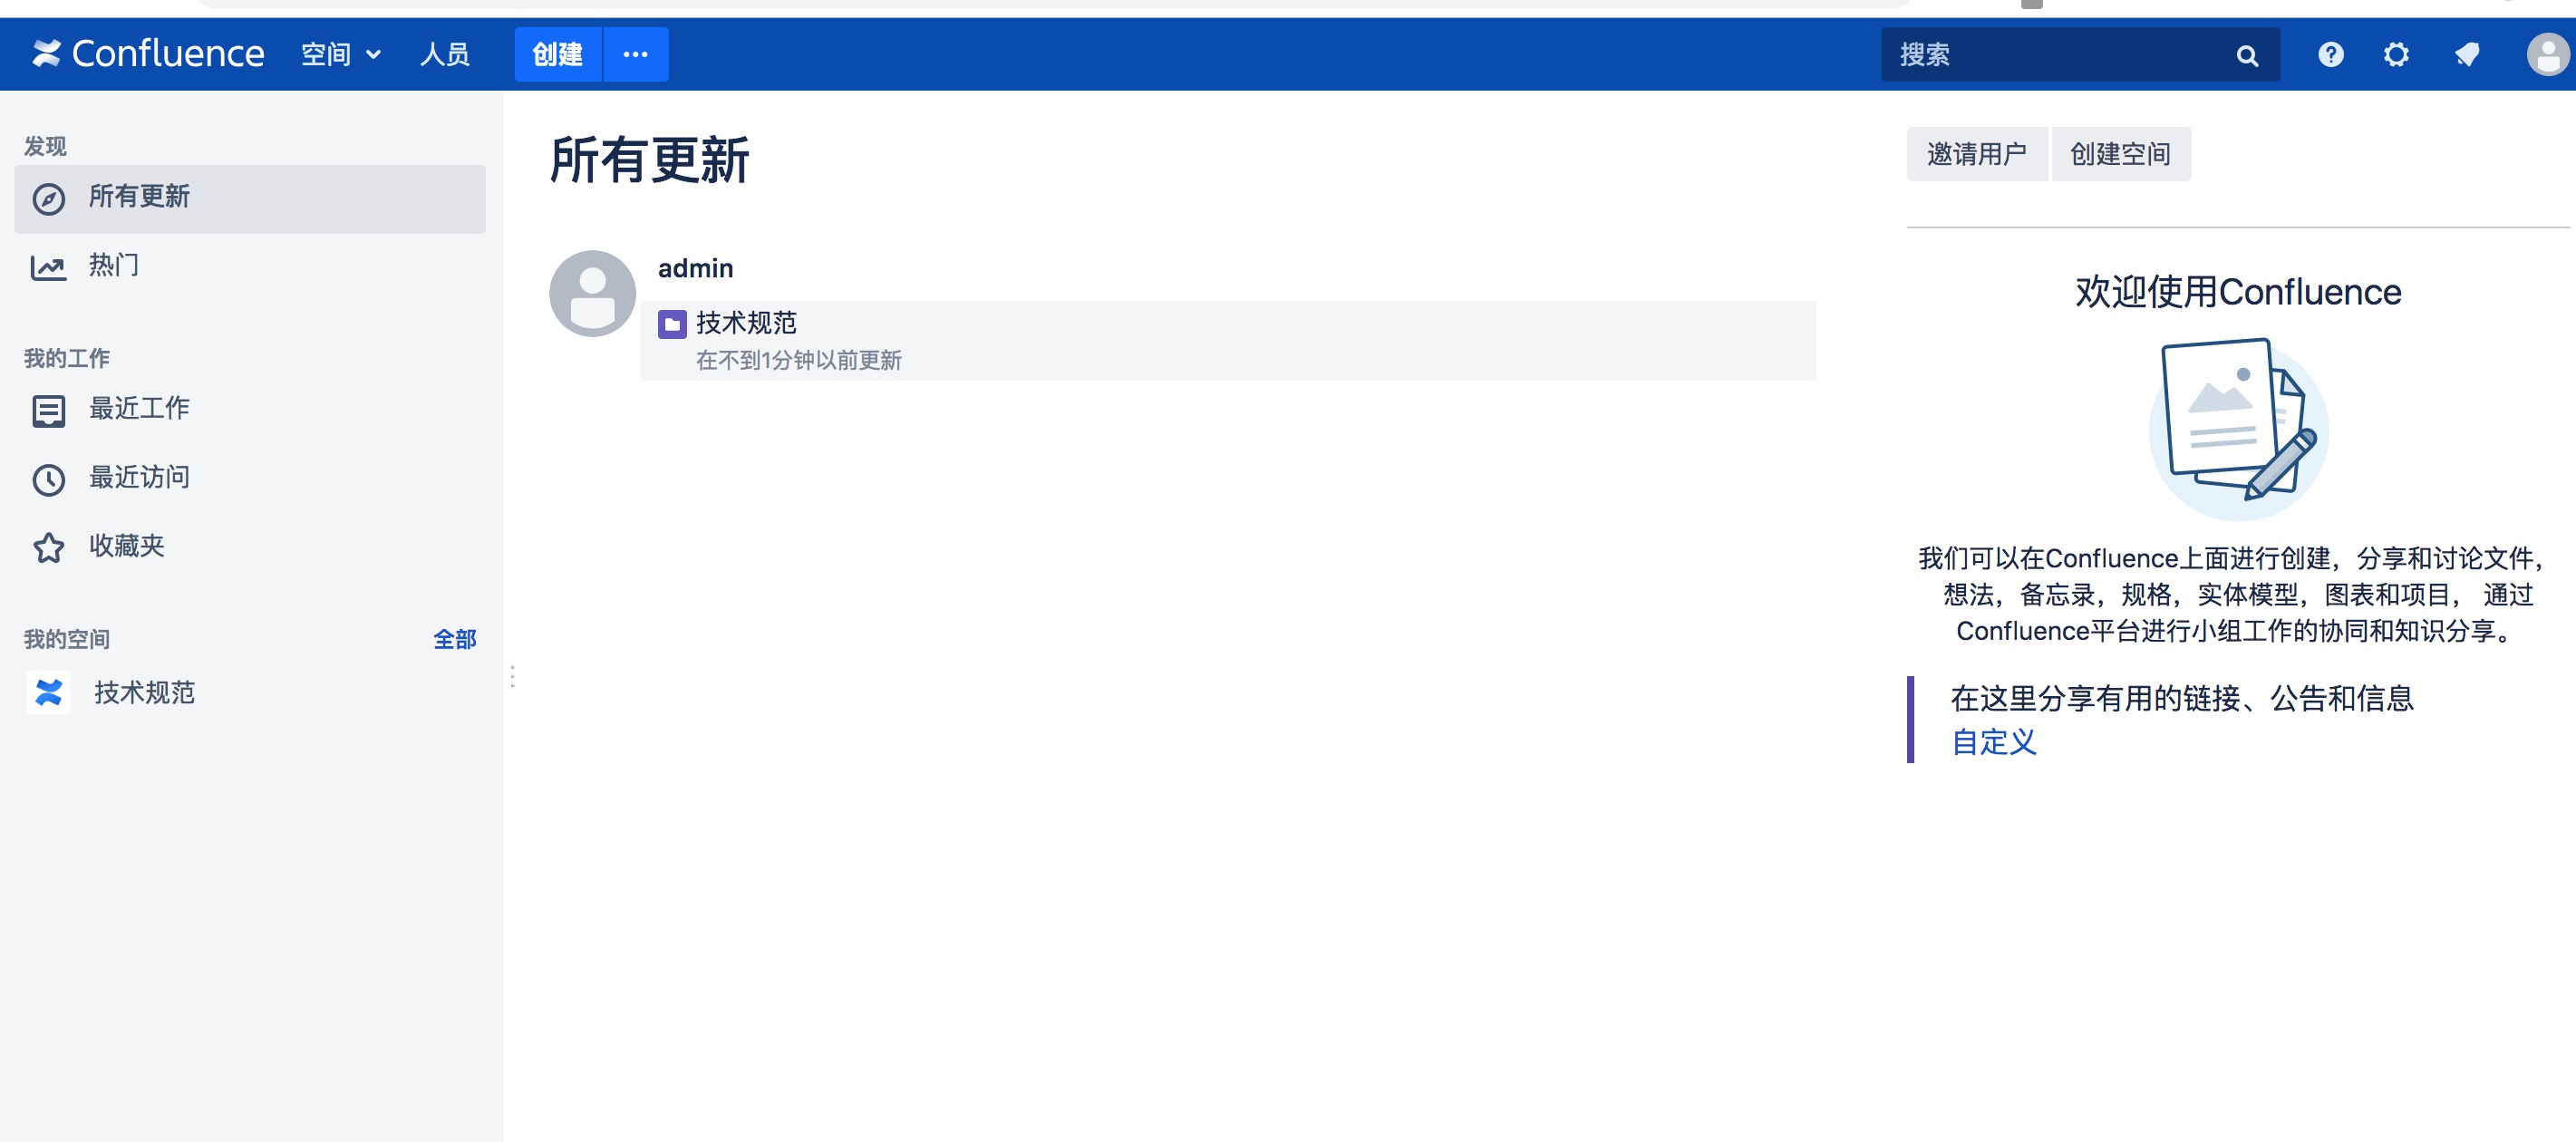 Confluence 空间 人员 创建 ··· 搜索
发现
所有更新
热门
我的工作
最近工作
最近访问
收藏夹
我的空间 全部
技术规范
所有更新
admin
技术规范
在不到1分钟以前更新
邀请用户 创建空间
欢迎使用Confluence
我们可以在Confluence上面进行创建，分享和讨论文件，
想法，备忘录，规格，实体模型，图表和项目， 通过
Confluence平台进行小组工作的协同和知识分享。
在这里分享有用的链接、公告和信息
自定义